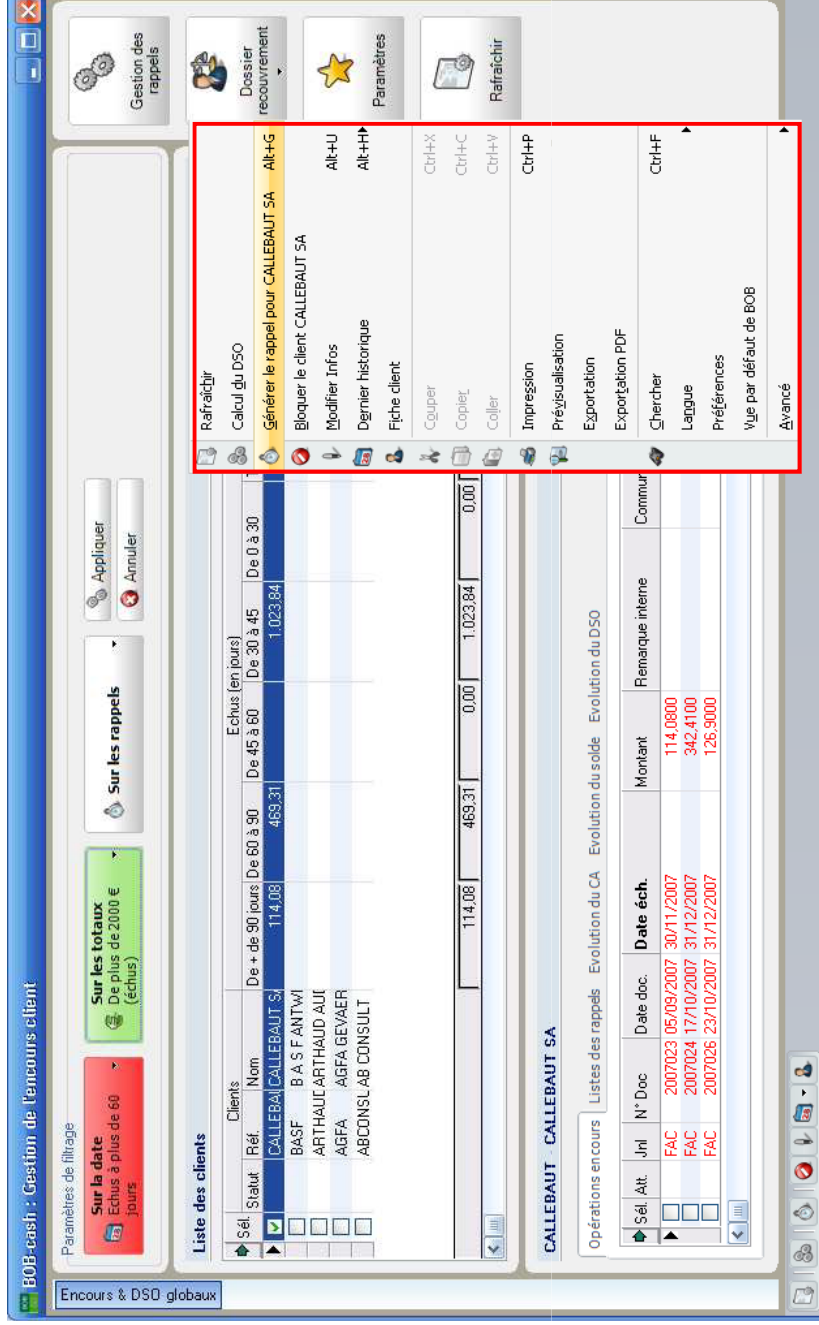 BOB-cash : Gestion de l'encours client
Encours & DSO globaux
Paramètres de filtrage
Sur la date
Echus à plus de 60
jours
Sur les totaux
De plus de 2000 €
(échus)
Sur les rappels
Appliquer
Annuler
Gestion des
rappels
Dossier
recouvrement
Paramètres
Rafraîchir
Liste des clients
Clients
Echus (en jours)
Sél. Statut Réf. Nom De + de 90 jours De 60 à 90 De 45 à 60 De 30 à 45 De 0 à 30
CALLEBAU CALLEBAUT SA 114,08 469,31 1.023,84
BASF B A S F ANTWI
ARTHAUD ARTHAUD AUD
AGFA AGFA GEVAER
ABCONSL AB CONSULT
114,08 469,31 0,00 1.023,84 0,00
CALLEBAUT - CALLEBAUT SA
Opérations en cours Listes des rappels Evolution du CA Evolution du solde Evolution du DSO
Sél. Att. Jnl N° Doc Date doc. Date éch. Montant Remarque interne Commun
FAC 2007023 05/09/2007 30/11/2007 114,0800
FAC 2007024 17/10/2007 31/12/2007 342,4100
FAC 2007026 23/10/2007 31/12/2007 126,9000
Rafraîchir
Calcul du DSO
Générer le rappel pour CALLEBAUT SA Alt+G
Bloquer le client CALLEBAUT SA
Modifier Infos Alt+U
Dernier historique Alt+H
Fiche client
Couper Ctrl+X
Copier Ctrl+C
Coller Ctrl+V
Impression Ctrl+P
Prévisualisation
Exportation
Exportation PDF
Chercher Ctrl+F
Langue
Préférences
Vue par défaut de BOB
Avancé